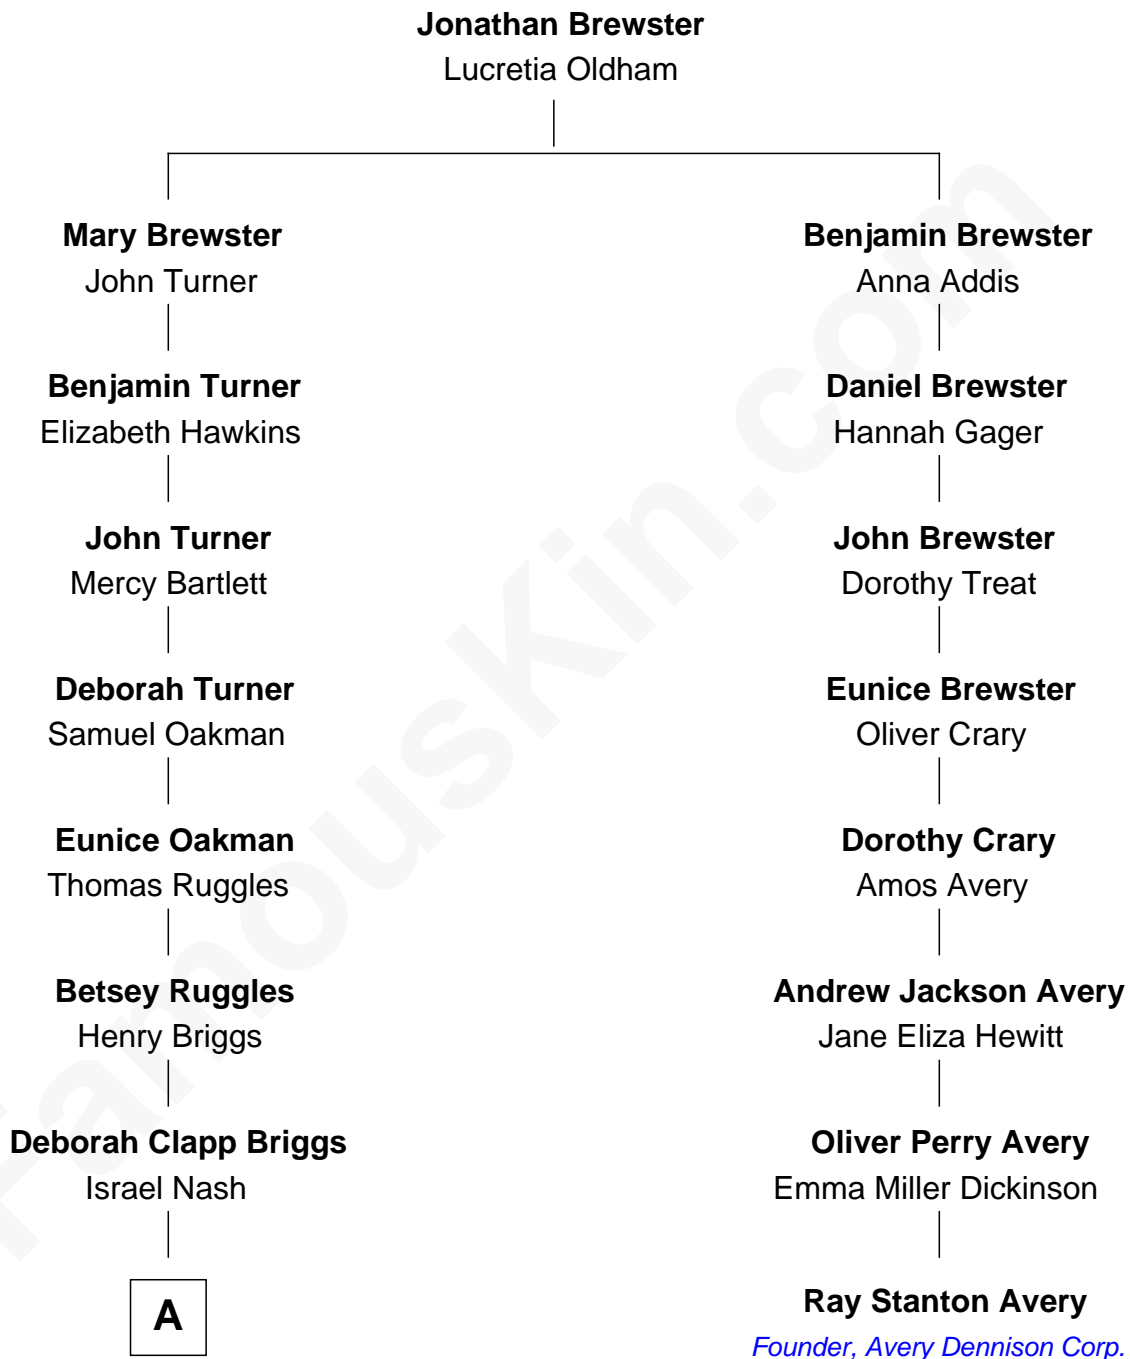 Jonathan Brewster
Lucretia Oldham
Mary Brewster
John Turner
Benjamin Turner
Elizabeth Hawkins
John Turner
Mercy Bartlett
Deborah Turner
Samuel Oakman
Eunice Oakman
Thomas Ruggles
Betsey Ruggles
Henry Briggs
Deborah Clapp Briggs
Israel Nash
A
Benjamin Brewster
Anna Addis
Daniel Brewster
Hannah Gager
John Brewster
Dorothy Treat
Eunice Brewster
Oliver Crary
Dorothy Crary
Amos Avery
Andrew Jackson Avery
Jane Eliza Hewitt
Oliver Perry Avery
Emma Miller Dickinson
Ray Stanton Avery
Founder, Avery Dennison Corp.
FamousKin.com